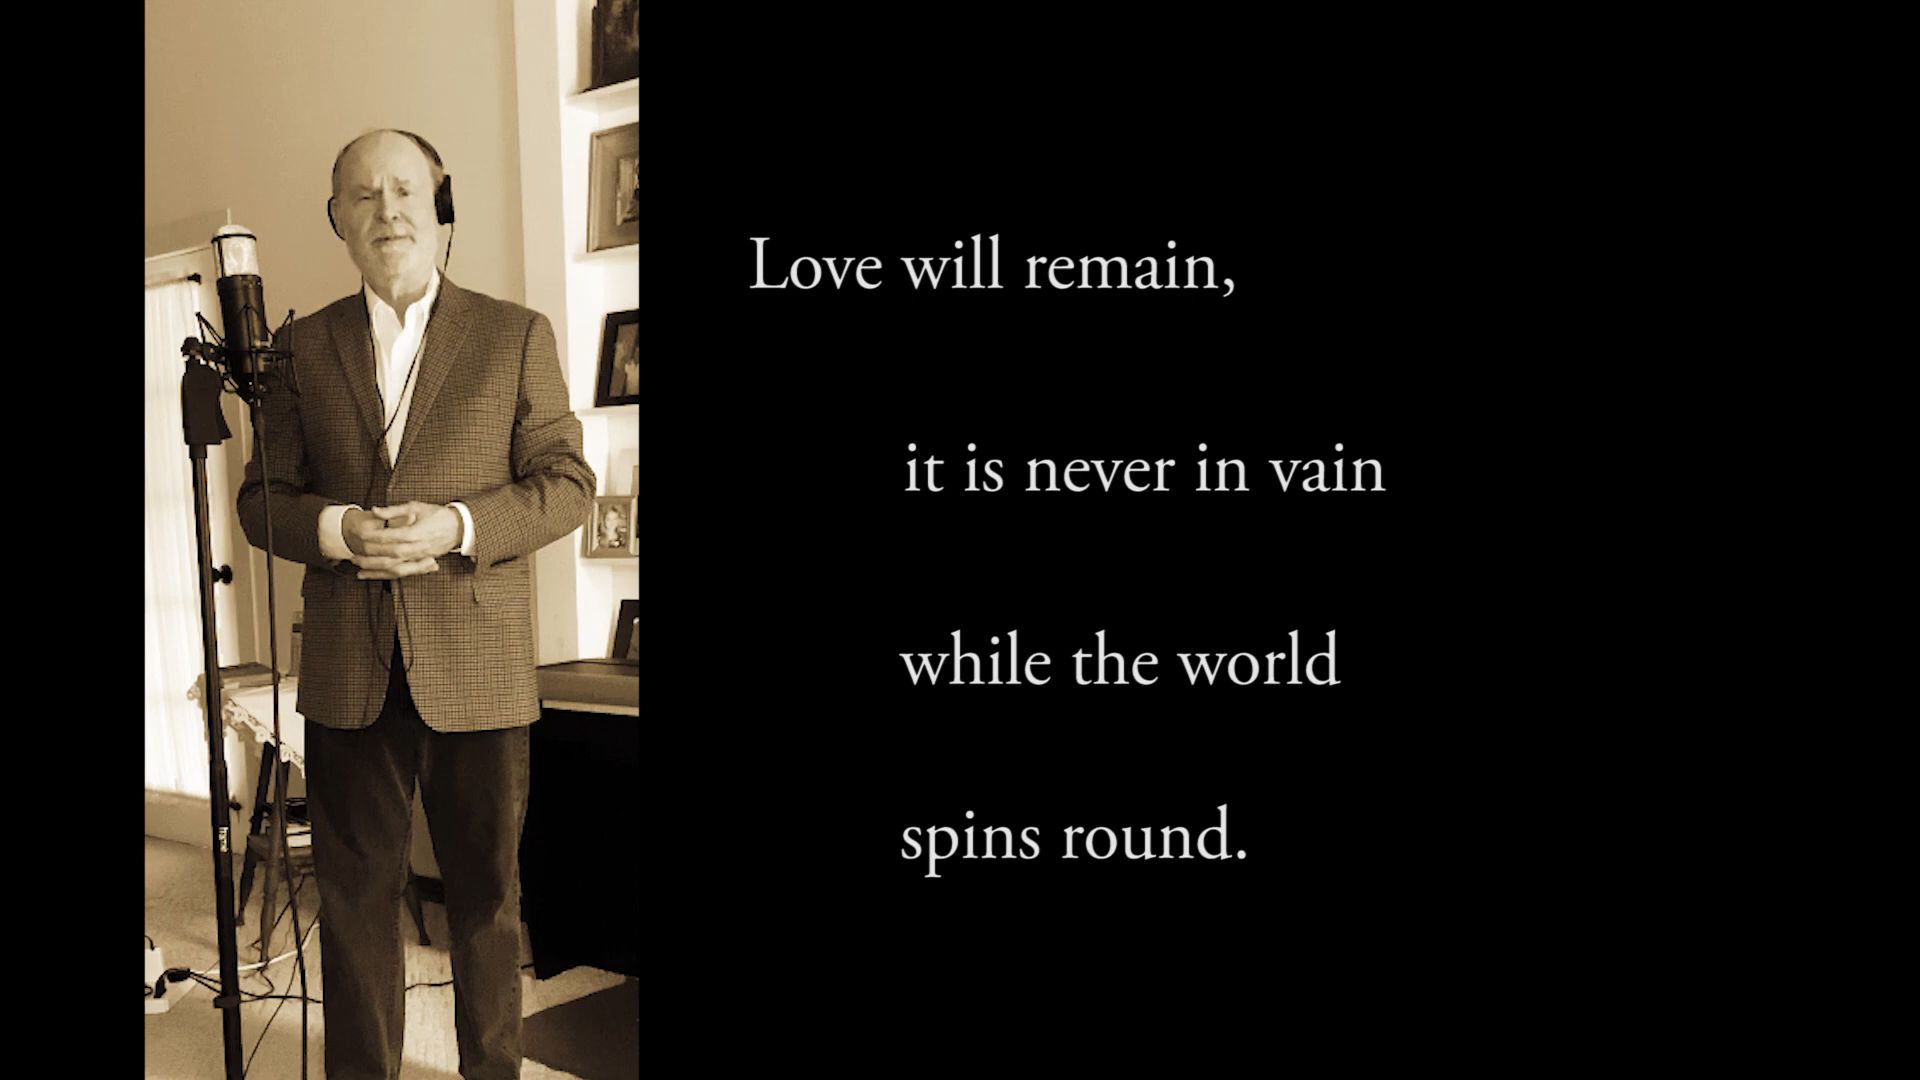 Love will remain,
it is never in vain
while the world
spins round.